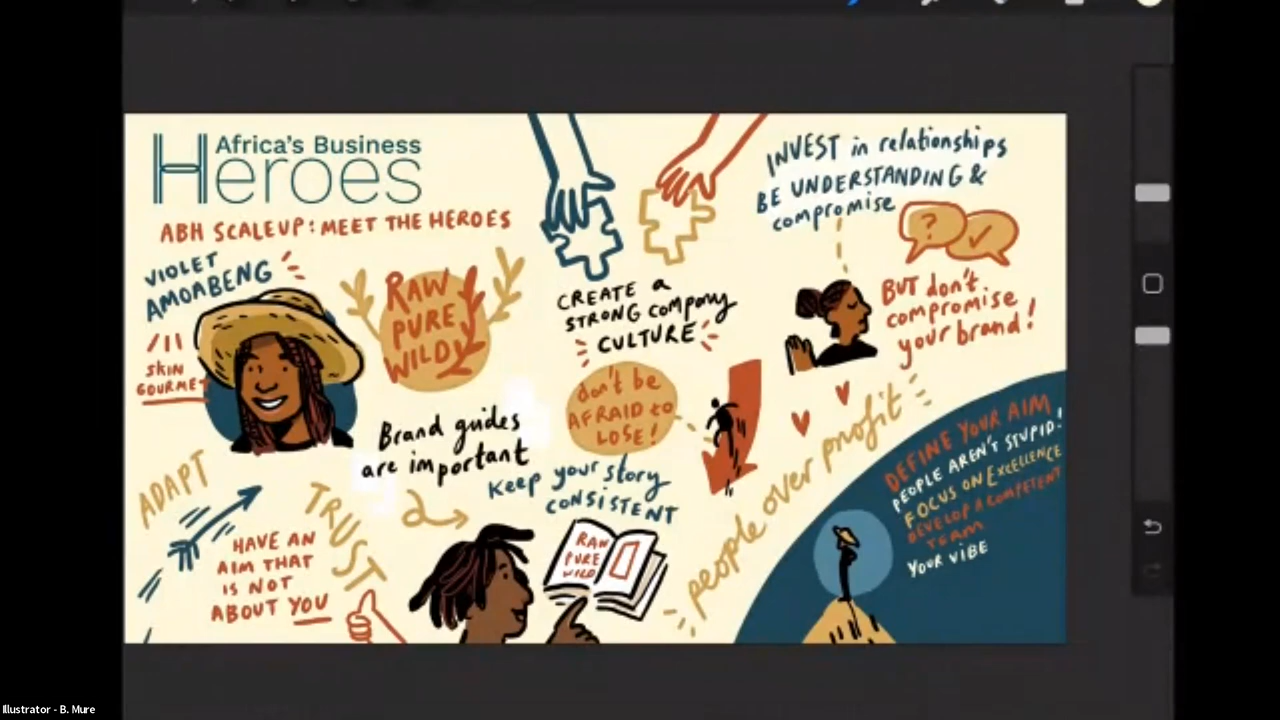 Africa's Business
Heroes
ABH SCALEUP: MEET THE HEROES
VIOLET
AMOABENG
SKIN
GOURMET
RAW
PURE
WILD
CREATE a
STRONG company
CULTURE
INVEST in relationships
BE UNDERSTANDING &
compromise
?
BUT don't
compromise
your brand!
don't be
AFRAID to
LOSE!
Brand guides
are important
Keep your story
CONSISTENT
ADAPT
TRUST
HAVE AN
AIM THAT
IS NOT
ABOUT YOU
RAW
PURE
WILD
people over profit
DEFINE YOUR AIM
PEOPLE AREN'T STUPID!
FOCUS ON EXCELLENCE
DEVELOP A COMPETENT
TEAM
YOUR VIBE
Illustrator - B. Mure